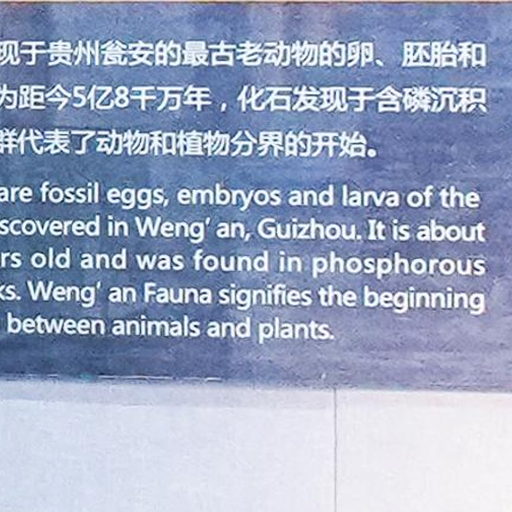 现于贵州瓮安的最古老动物的卵、胚胎和
为距今5亿8千万年，化石发现于含磷沉积
群代表了动物和植物分界的开始。
are fossil eggs, embryos and larva of the
scovered in Weng' an, Guizhou. It is about
rs old and was found in phosphorous
ks. Weng' an Fauna signifies the beginning
between animals and plants.